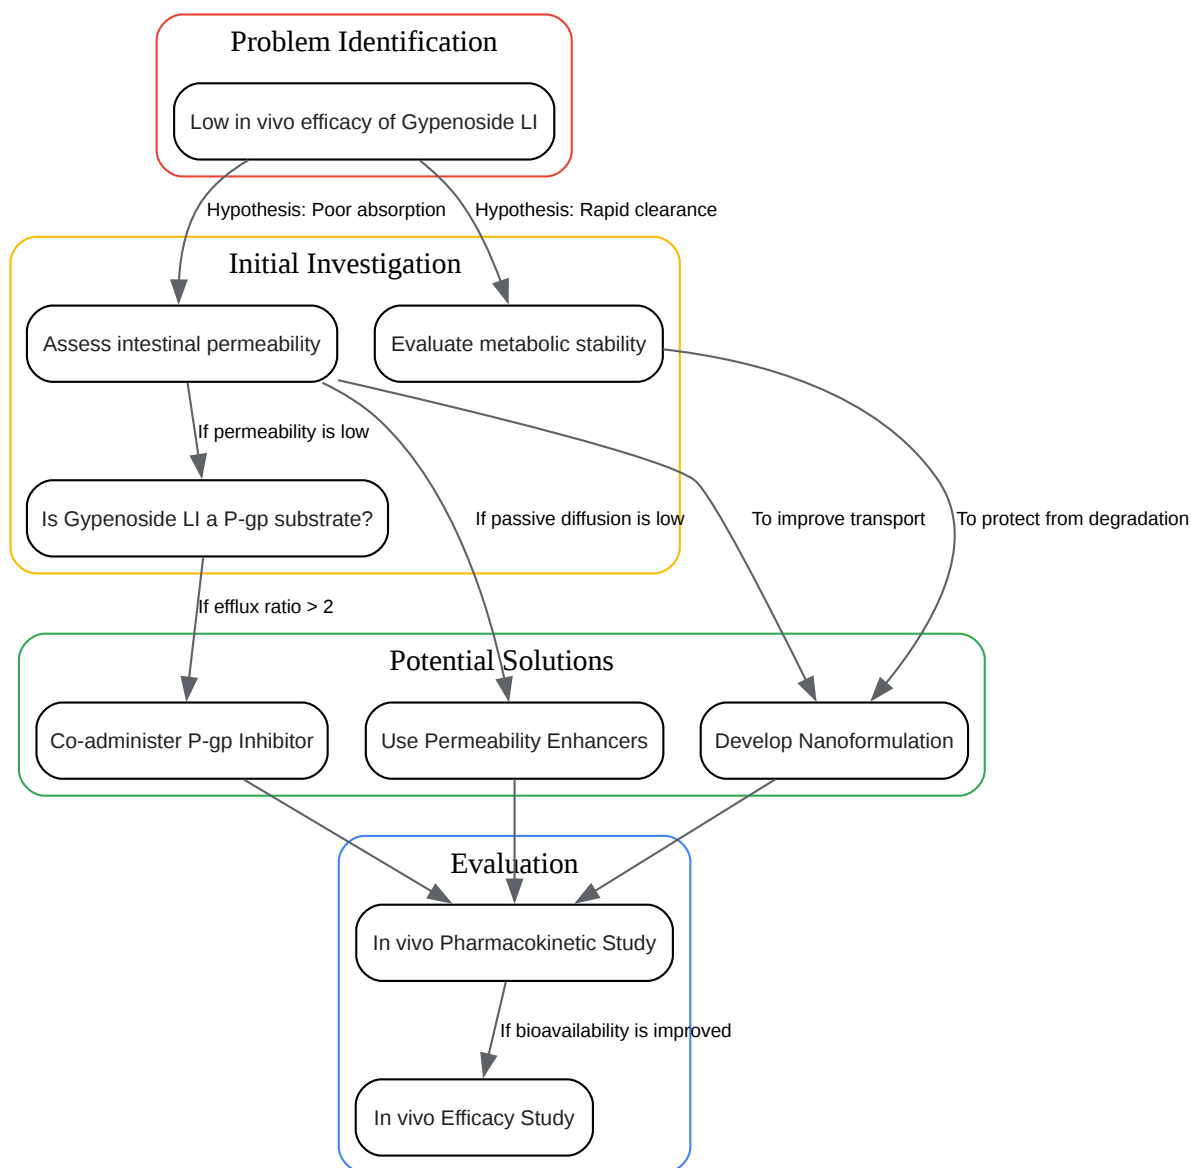 Problem Identification
Low in vivo efficacy of Gypenoside LI
Hypothesis: Poor absorption
Hypothesis: Rapid clearance
Initial Investigation
Assess intestinal permeability
Evaluate metabolic stability
If permeability is low
Is Gypenoside LI a P-gp substrate?
If passive diffusion is low
To improve transport
To protect from degradation
If efflux ratio > 2
Potential Solutions
Co-administer P-gp Inhibitor
Use Permeability Enhancers
Develop Nanoformulation
Evaluation
In vivo Pharmacokinetic Study
If bioavailability is improved
In vivo Efficacy Study